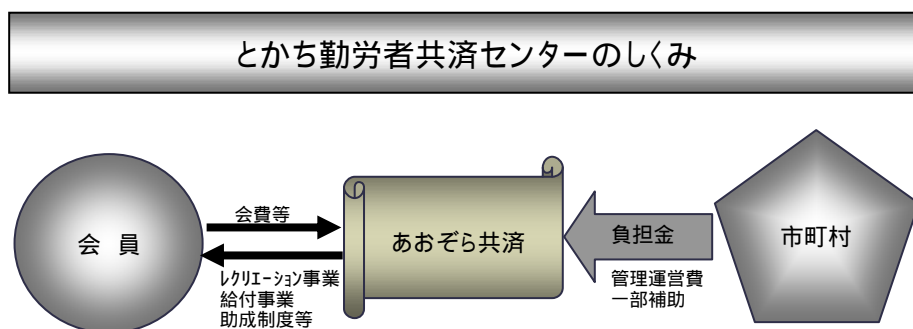 とかち勤労者共済センターのしくみ
会 員
会費等
レクリエーション事業
給付事業
助成制度等
あおぞら共済
負担金
管理運営費
一部補助
市町村